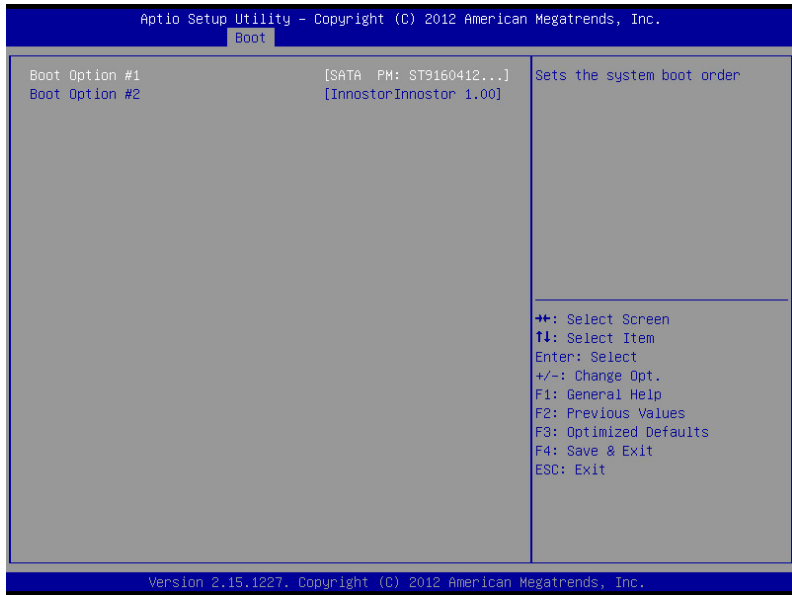 Aptio Setup Utility – Copyright (C) 2012 American Megatrends, Inc.
Boot
Boot Option #1 [SATA PM: ST9160412...]
Boot Option #2 [InnostorInnostor 1.00]
Sets the system boot order
→←: Select Screen
↑↓: Select Item
Enter: Select
+/-: Change Opt.
F1: General Help
F2: Previous Values
F3: Optimized Defaults
F4: Save & Exit
ESC: Exit
Version 2.15.1227. Copyright (C) 2012 American Megatrends, Inc.